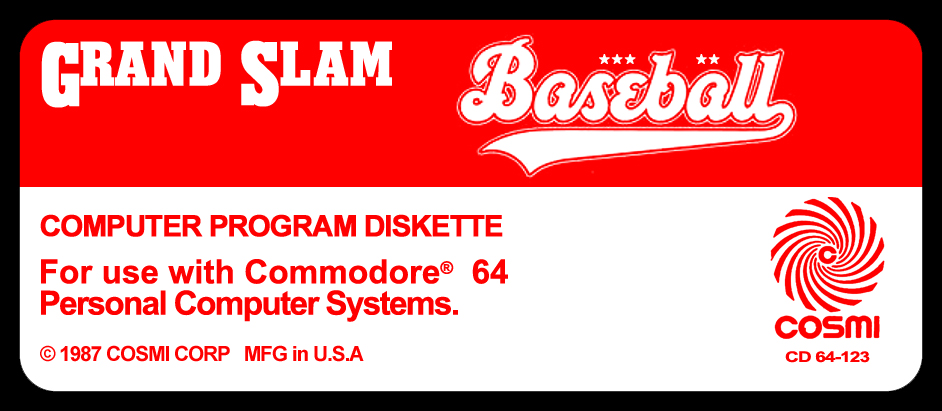 GRAND SLAM
Baseball
COMPUTER PROGRAM DISKETTE
For use with Commodore® 64
Personal Computer Systems.
© 1987 COSMI CORP MFG in U.S.A
C
COSMI
CD 64-123